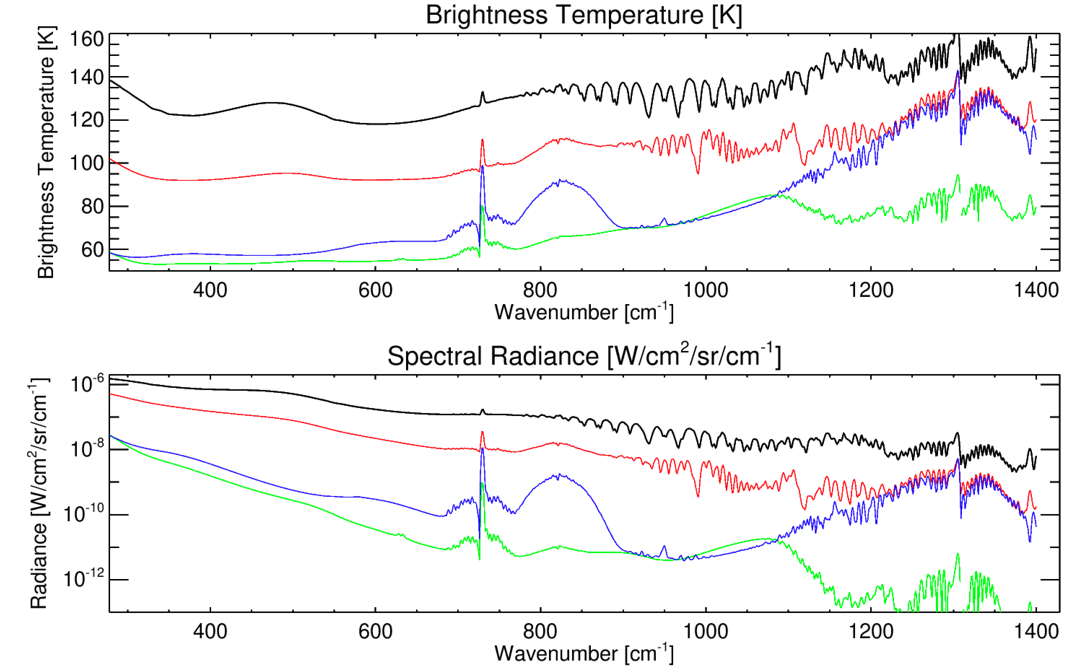 Brightness Temperature [K]
Brightness Temperature [K]
160
140
120
100
80
60
400 600 800 1000 1200 1400
Wavenumber [cm⁻¹]
Spectral Radiance [W/cm²/sr/cm⁻¹]
Radiance [W/cm²/sr/cm⁻¹]
10⁻⁶
10⁻⁸
10⁻¹⁰
10⁻¹²
400 600 800 1000 1200 1400
Wavenumber [cm⁻¹]